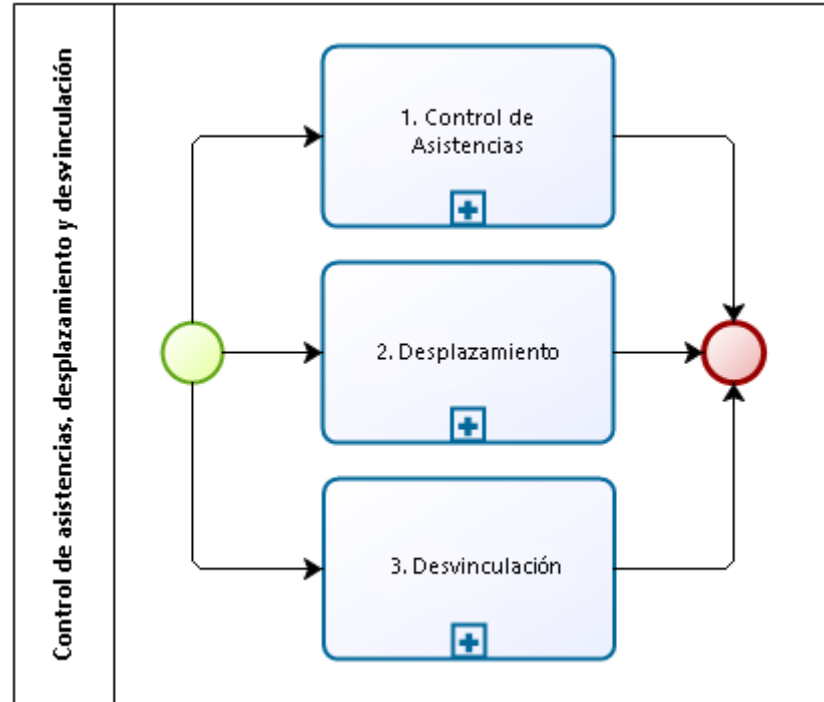 Control de asistencias, desplazamiento y desvinculación
1. Control de
Asistencias
2. Desplazamiento
3. Desvinculación